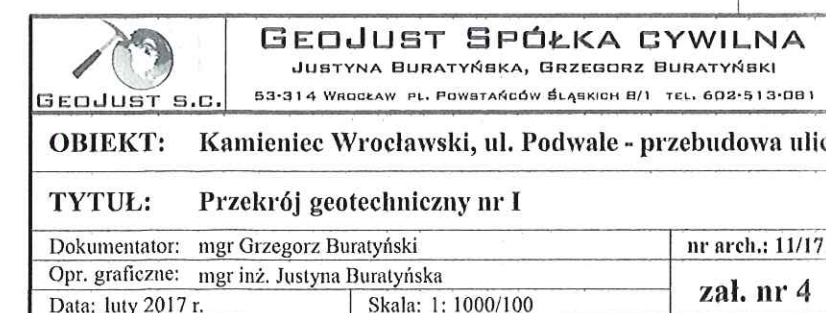 GEOJUST SPÓŁKA CYWILNA
JUSTYNA BURATYŃSKA, GRZEGORZ BURATYŃSKI
53-314 WROCŁAW PL. POWSTAŃCÓW ŚLĄSKICH 8/1 TEL. 602-513-081
GEOJUST S.C.
OBIEKT: Kamieniec Wrocławski, ul. Podwale - przebudowa ulic
TYTUŁ: Przekrój geotechniczny nr I
Dokumentator: mgr Grzegorz Buratyński nr arch.: 11/17
Opr. graficzne: mgr inż. Justyna Buratyńska
zał. nr 4
Data: luty 2017 r. Skala: 1: 1000/100